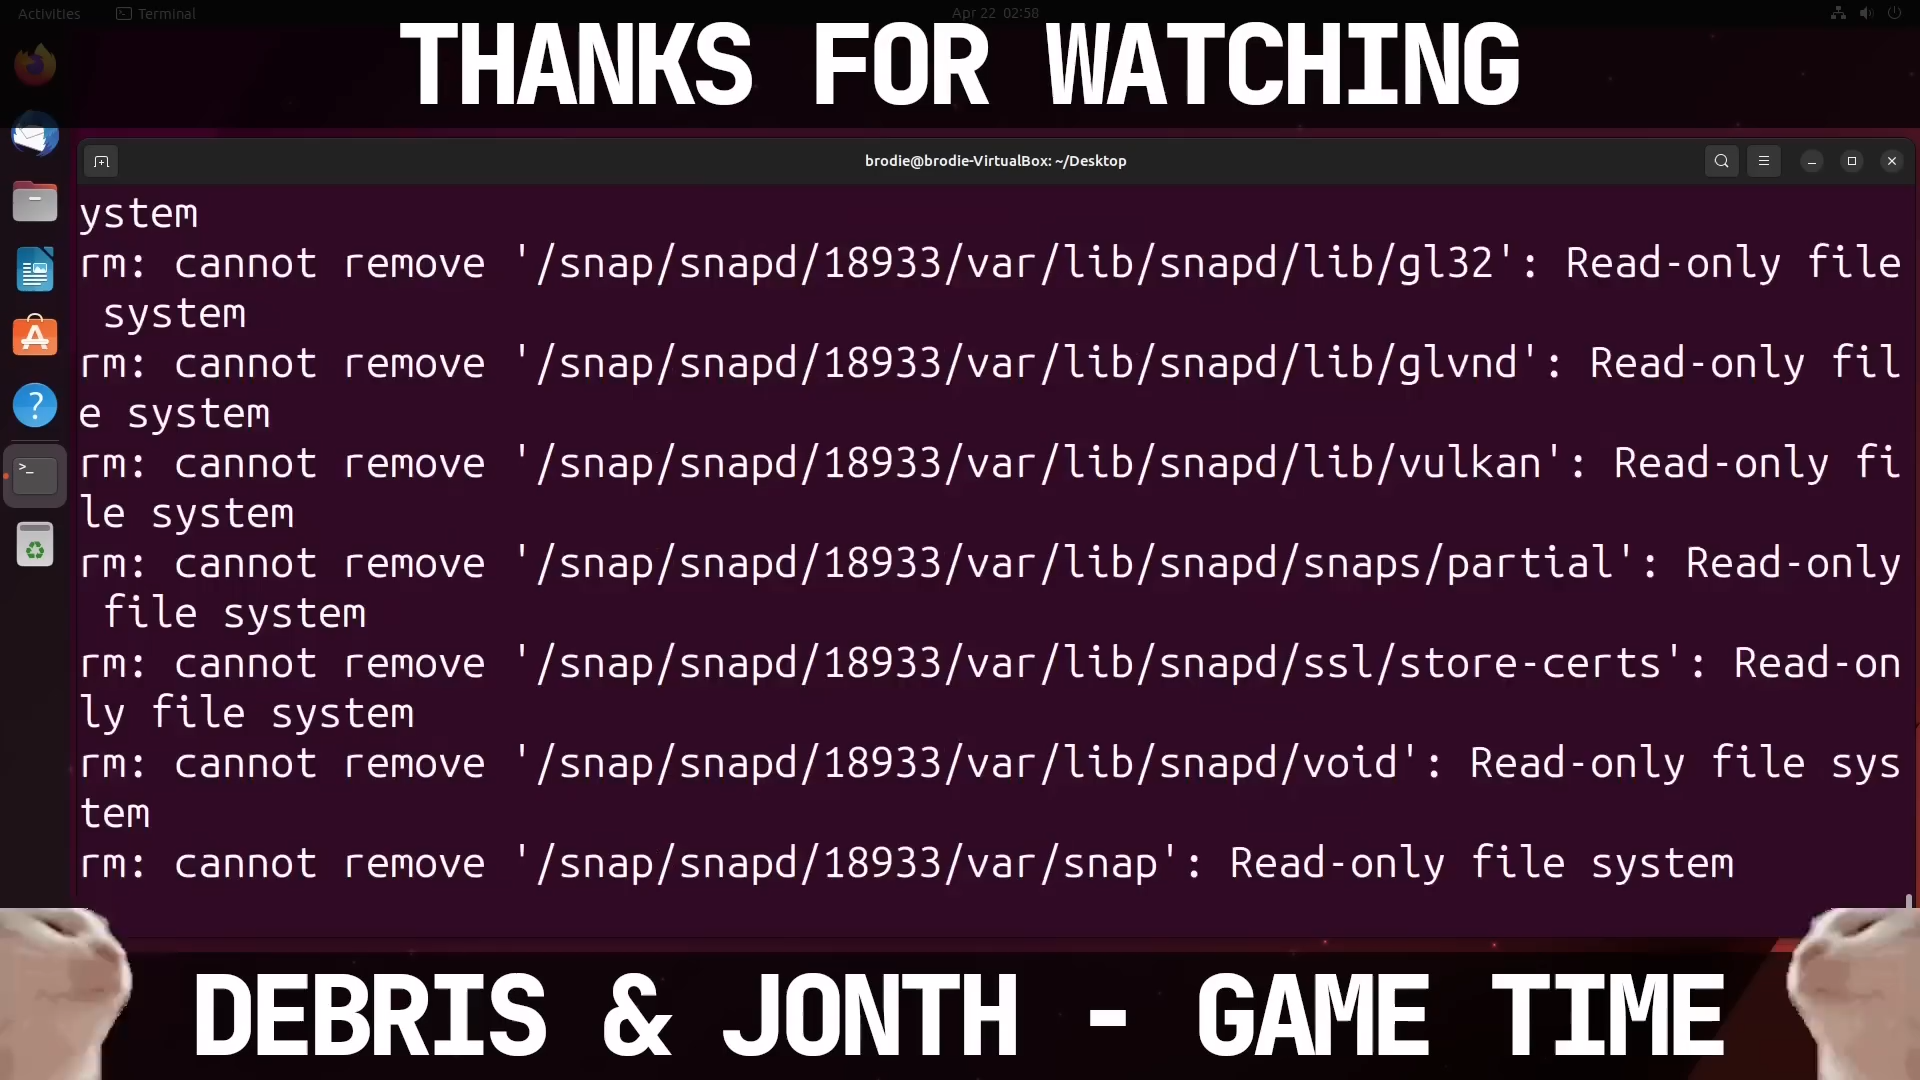 Activities
Terminal
Apr 22 02:58
THANKS FOR WATCHING
brodie@brodie-VirtualBox: ~/Desktop
ystem
rm: cannot remove '/snap/snapd/18933/var/lib/snapd/lib/gl32': Read-only file
 system
rm: cannot remove '/snap/snapd/18933/var/lib/snapd/lib/glvnd': Read-only fil
e system
rm: cannot remove '/snap/snapd/18933/var/lib/snapd/lib/vulkan': Read-only fi
le system
rm: cannot remove '/snap/snapd/18933/var/lib/snapd/snaps/partial': Read-only
 file system
rm: cannot remove '/snap/snapd/18933/var/lib/snapd/ssl/store-certs': Read-on
ly file system
rm: cannot remove '/snap/snapd/18933/var/lib/snapd/void': Read-only file sys
tem
rm: cannot remove '/snap/snapd/18933/var/snap': Read-only file system
DEBRIS & JONTH - GAME TIME